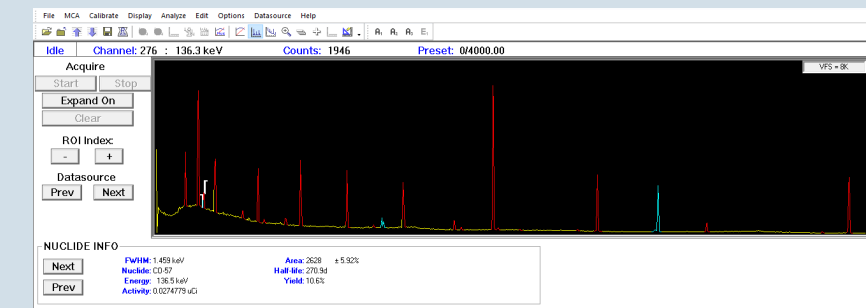 File MCA Calibrate Display Analyze Edit Options Datasource Help
Idle Channel: 276 : 136.3 keV Counts: 1946 Preset: 0/4000.00
Acquire
Start Stop
Expand On
Clear
ROI Index:
- +
Datasource
Prev Next
VFS = 8K
NUCLIDE INFO
Next
Prev
FWHM: 1.459 keV Area: 2628 ± 5.92%
Nuclide: CO-57 Half-life: 270.9d
Energy: 136.5 keV Yield: 10.6%
Activity: 0.0274779 uCi